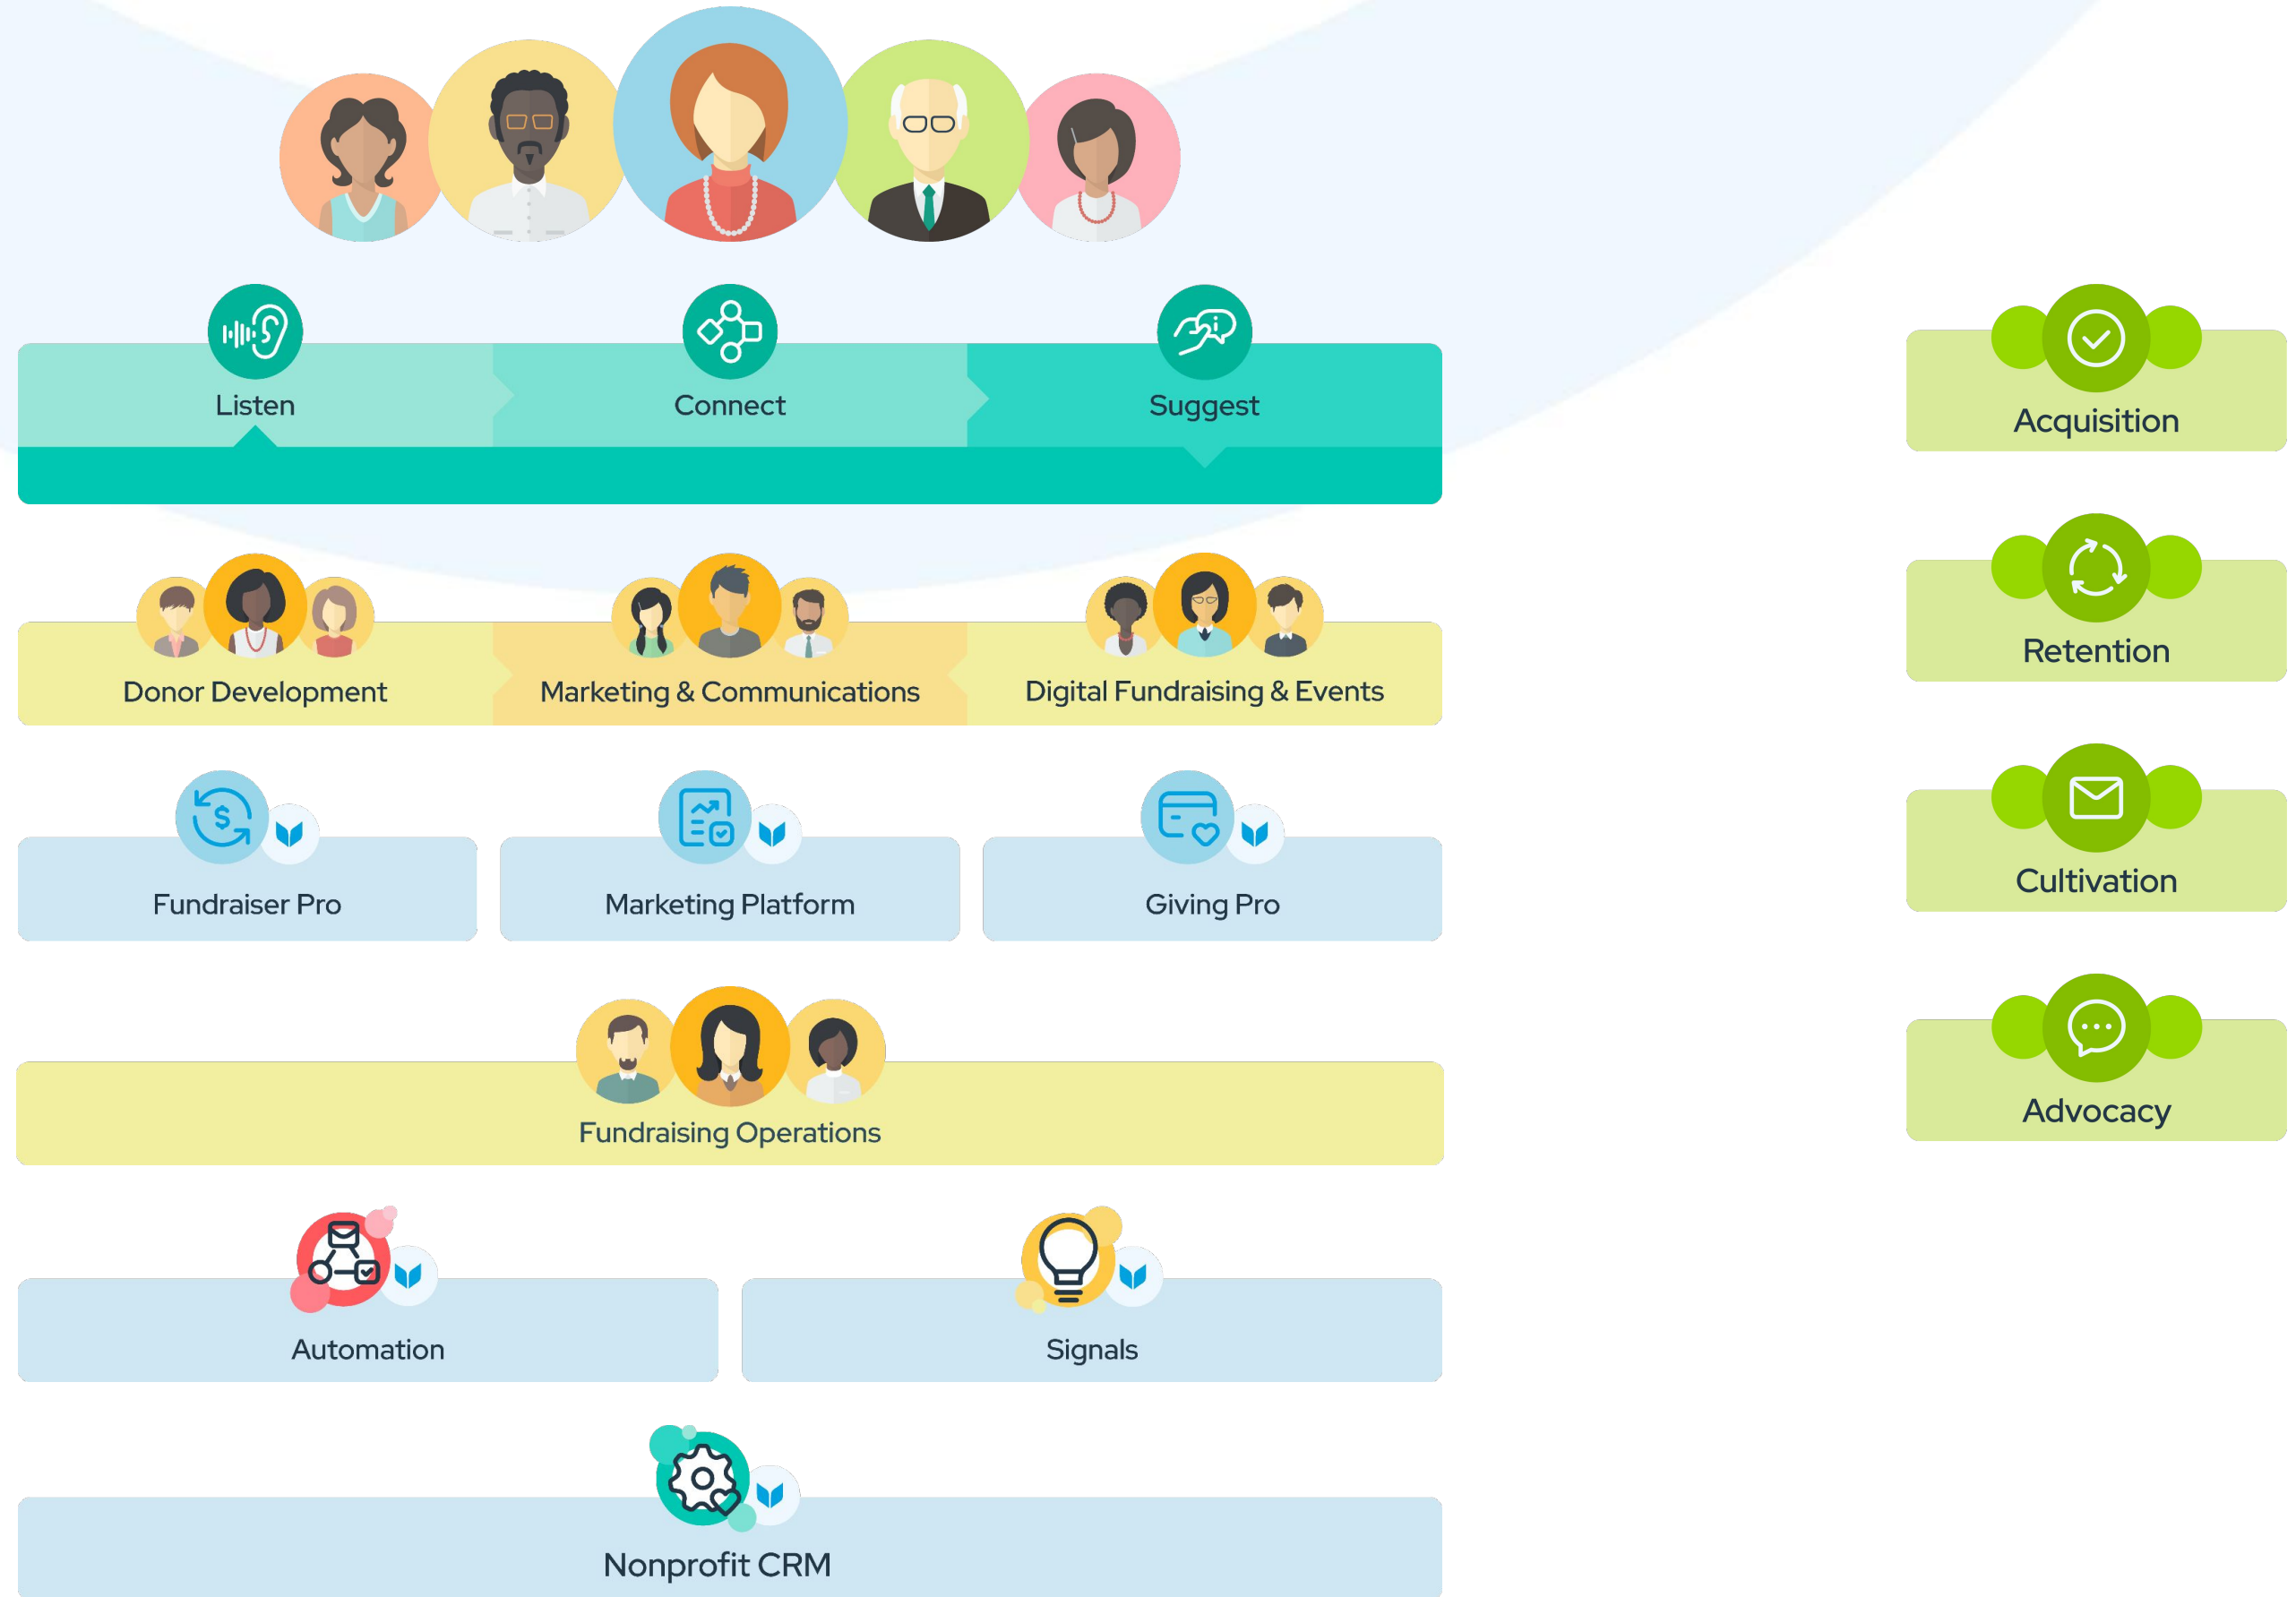 Listen
Connect
Suggest
Donor Development
Marketing & Communications
Digital Fundraising & Events
Fundraiser Pro
Marketing Platform
Giving Pro
Fundraising Operations
Automation
Signals
Nonprofit CRM
Acquisition
Retention
Cultivation
Advocacy